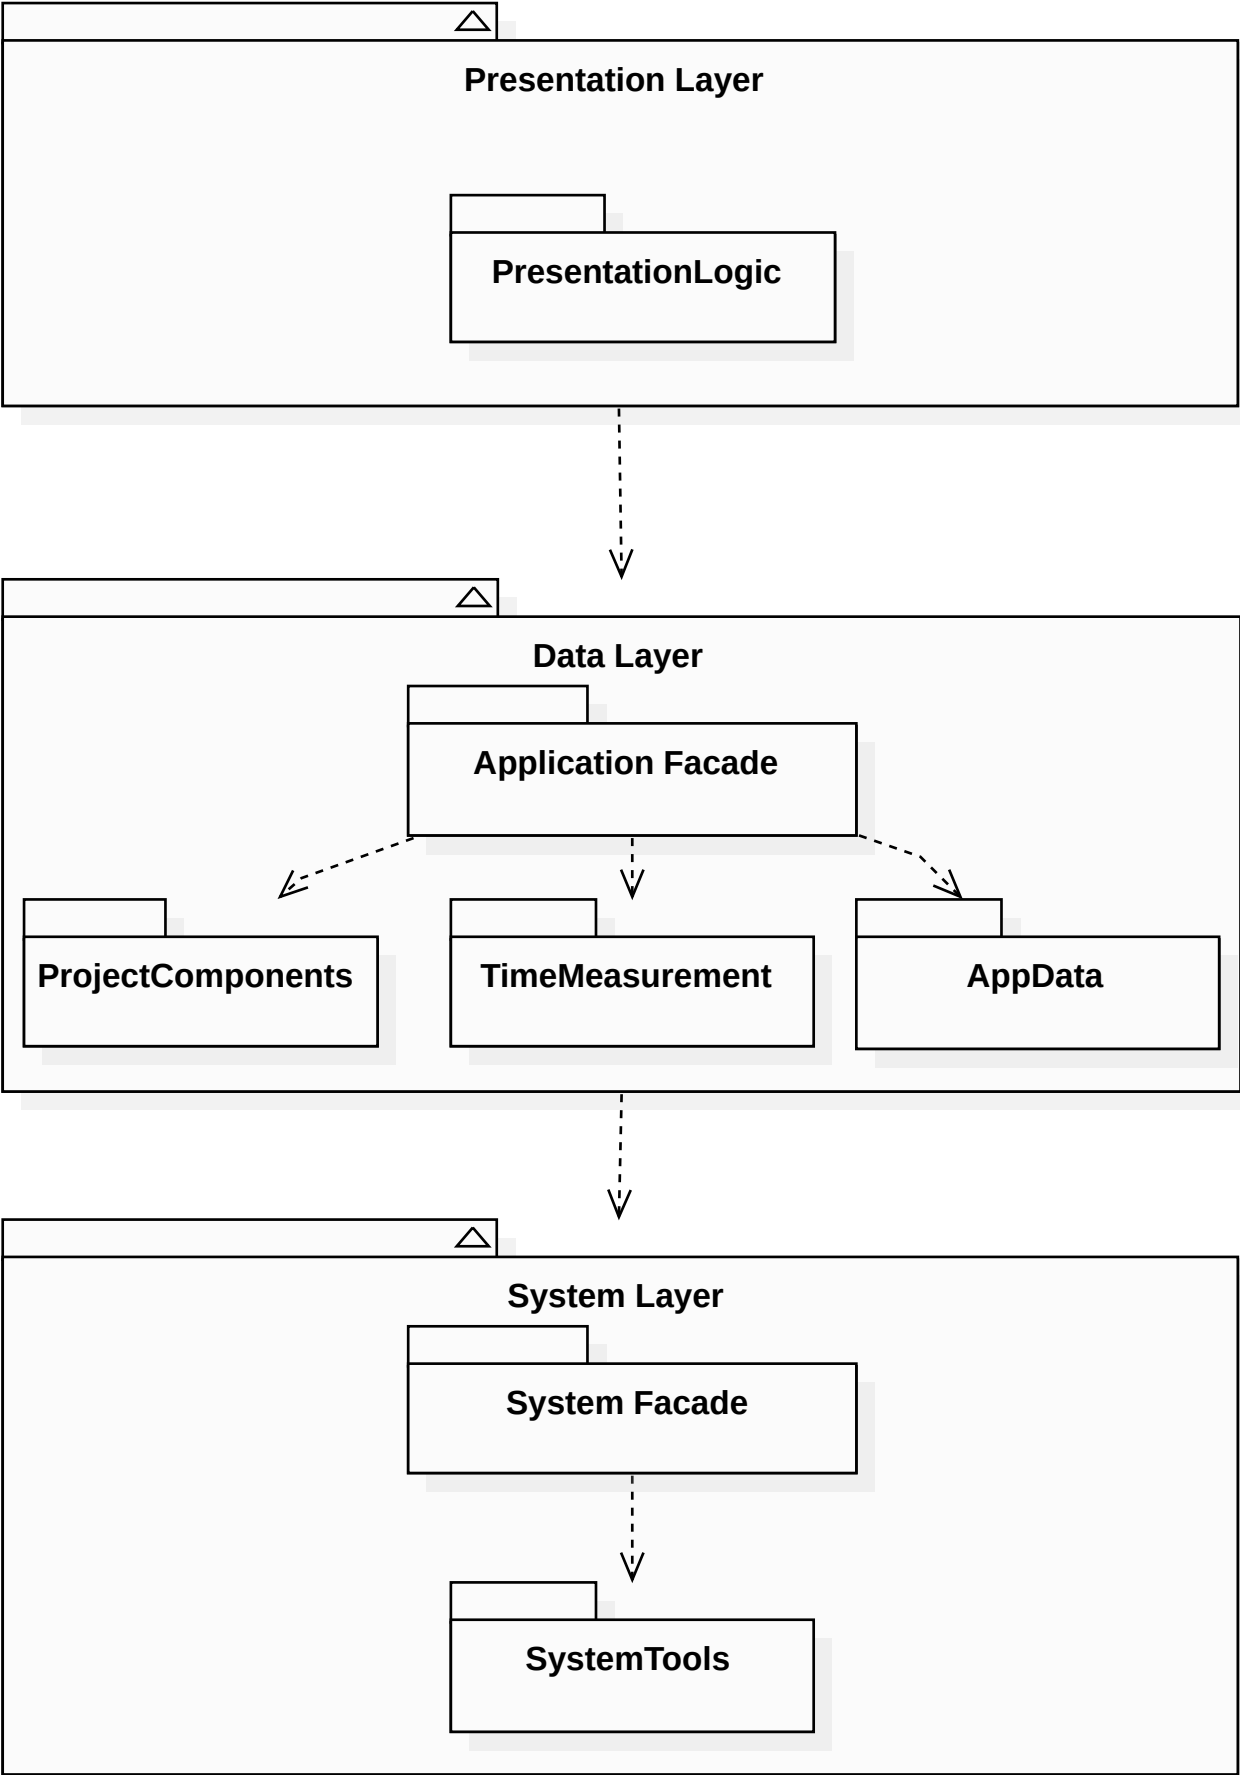 Presentation Layer
PresentationLogic
Data Layer
Application Facade
ProjectComponents
TimeMeasurement
AppData
System Layer
System Facade
SystemTools